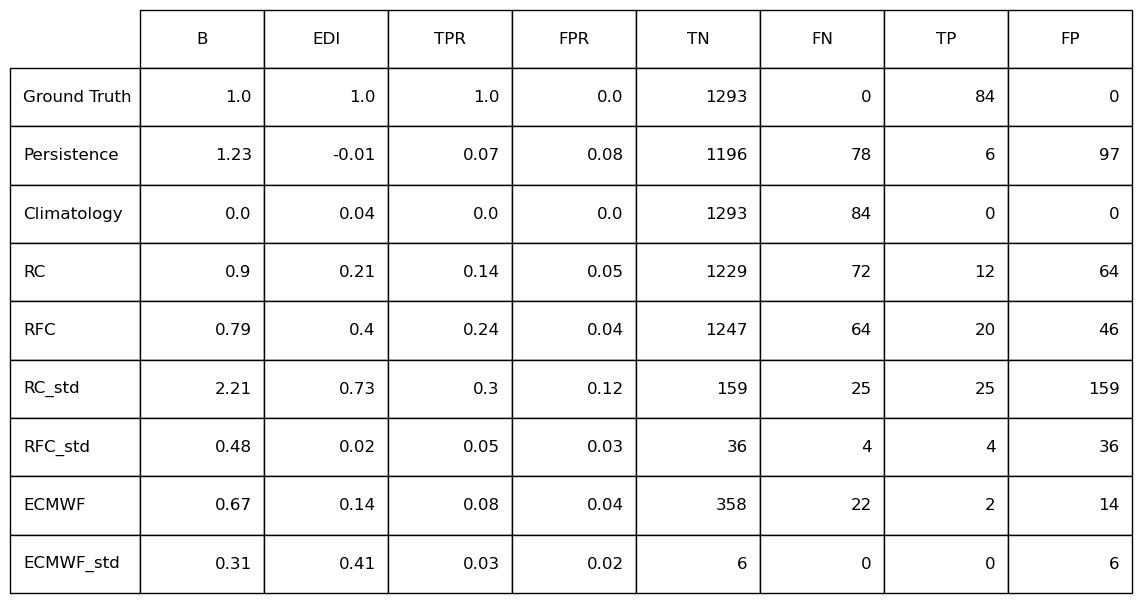 B EDI TPR FPR TN FN TP FP
Ground Truth 1.0 1.0 1.0 0.0 1293 0 84 0
Persistence 1.23 -0.01 0.07 0.08 1196 78 6 97
Climatology 0.0 0.04 0.0 0.0 1293 84 0 0
RC 0.9 0.21 0.14 0.05 1229 72 12 64
RFC 0.79 0.4 0.24 0.04 1247 64 20 46
RC_std 2.21 0.73 0.3 0.12 159 25 25 159
RFC_std 0.48 0.02 0.05 0.03 36 4 4 36
ECMWF 0.67 0.14 0.08 0.04 358 22 2 14
ECMWF_std 0.31 0.41 0.03 0.02 6 0 0 6